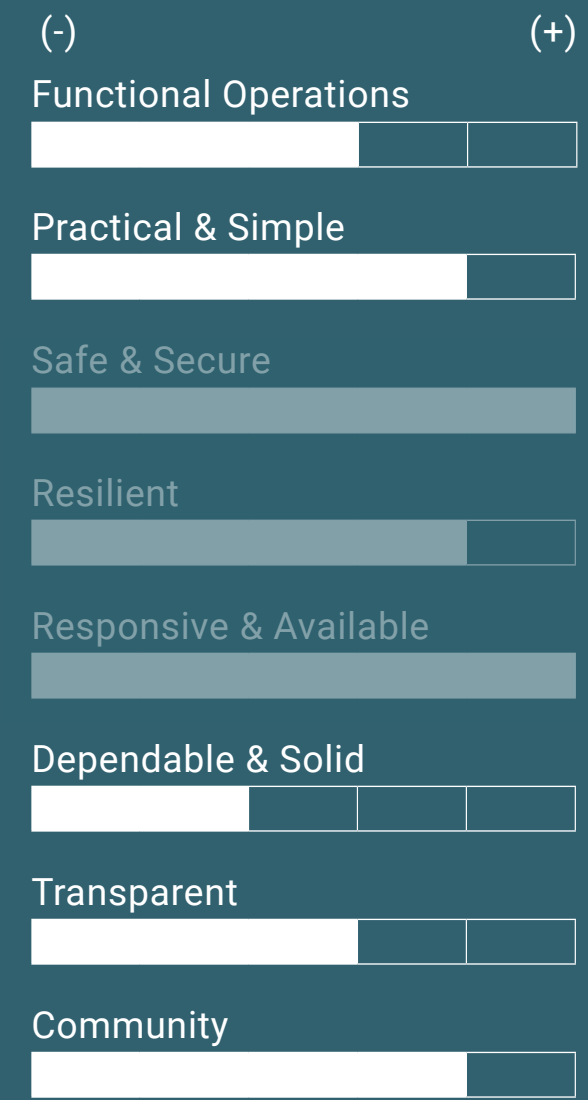 (-) (+)
Functional Operations
Practical & Simple
Safe & Secure
Resilient
Responsive & Available
Dependable & Solid
Transparent
Community